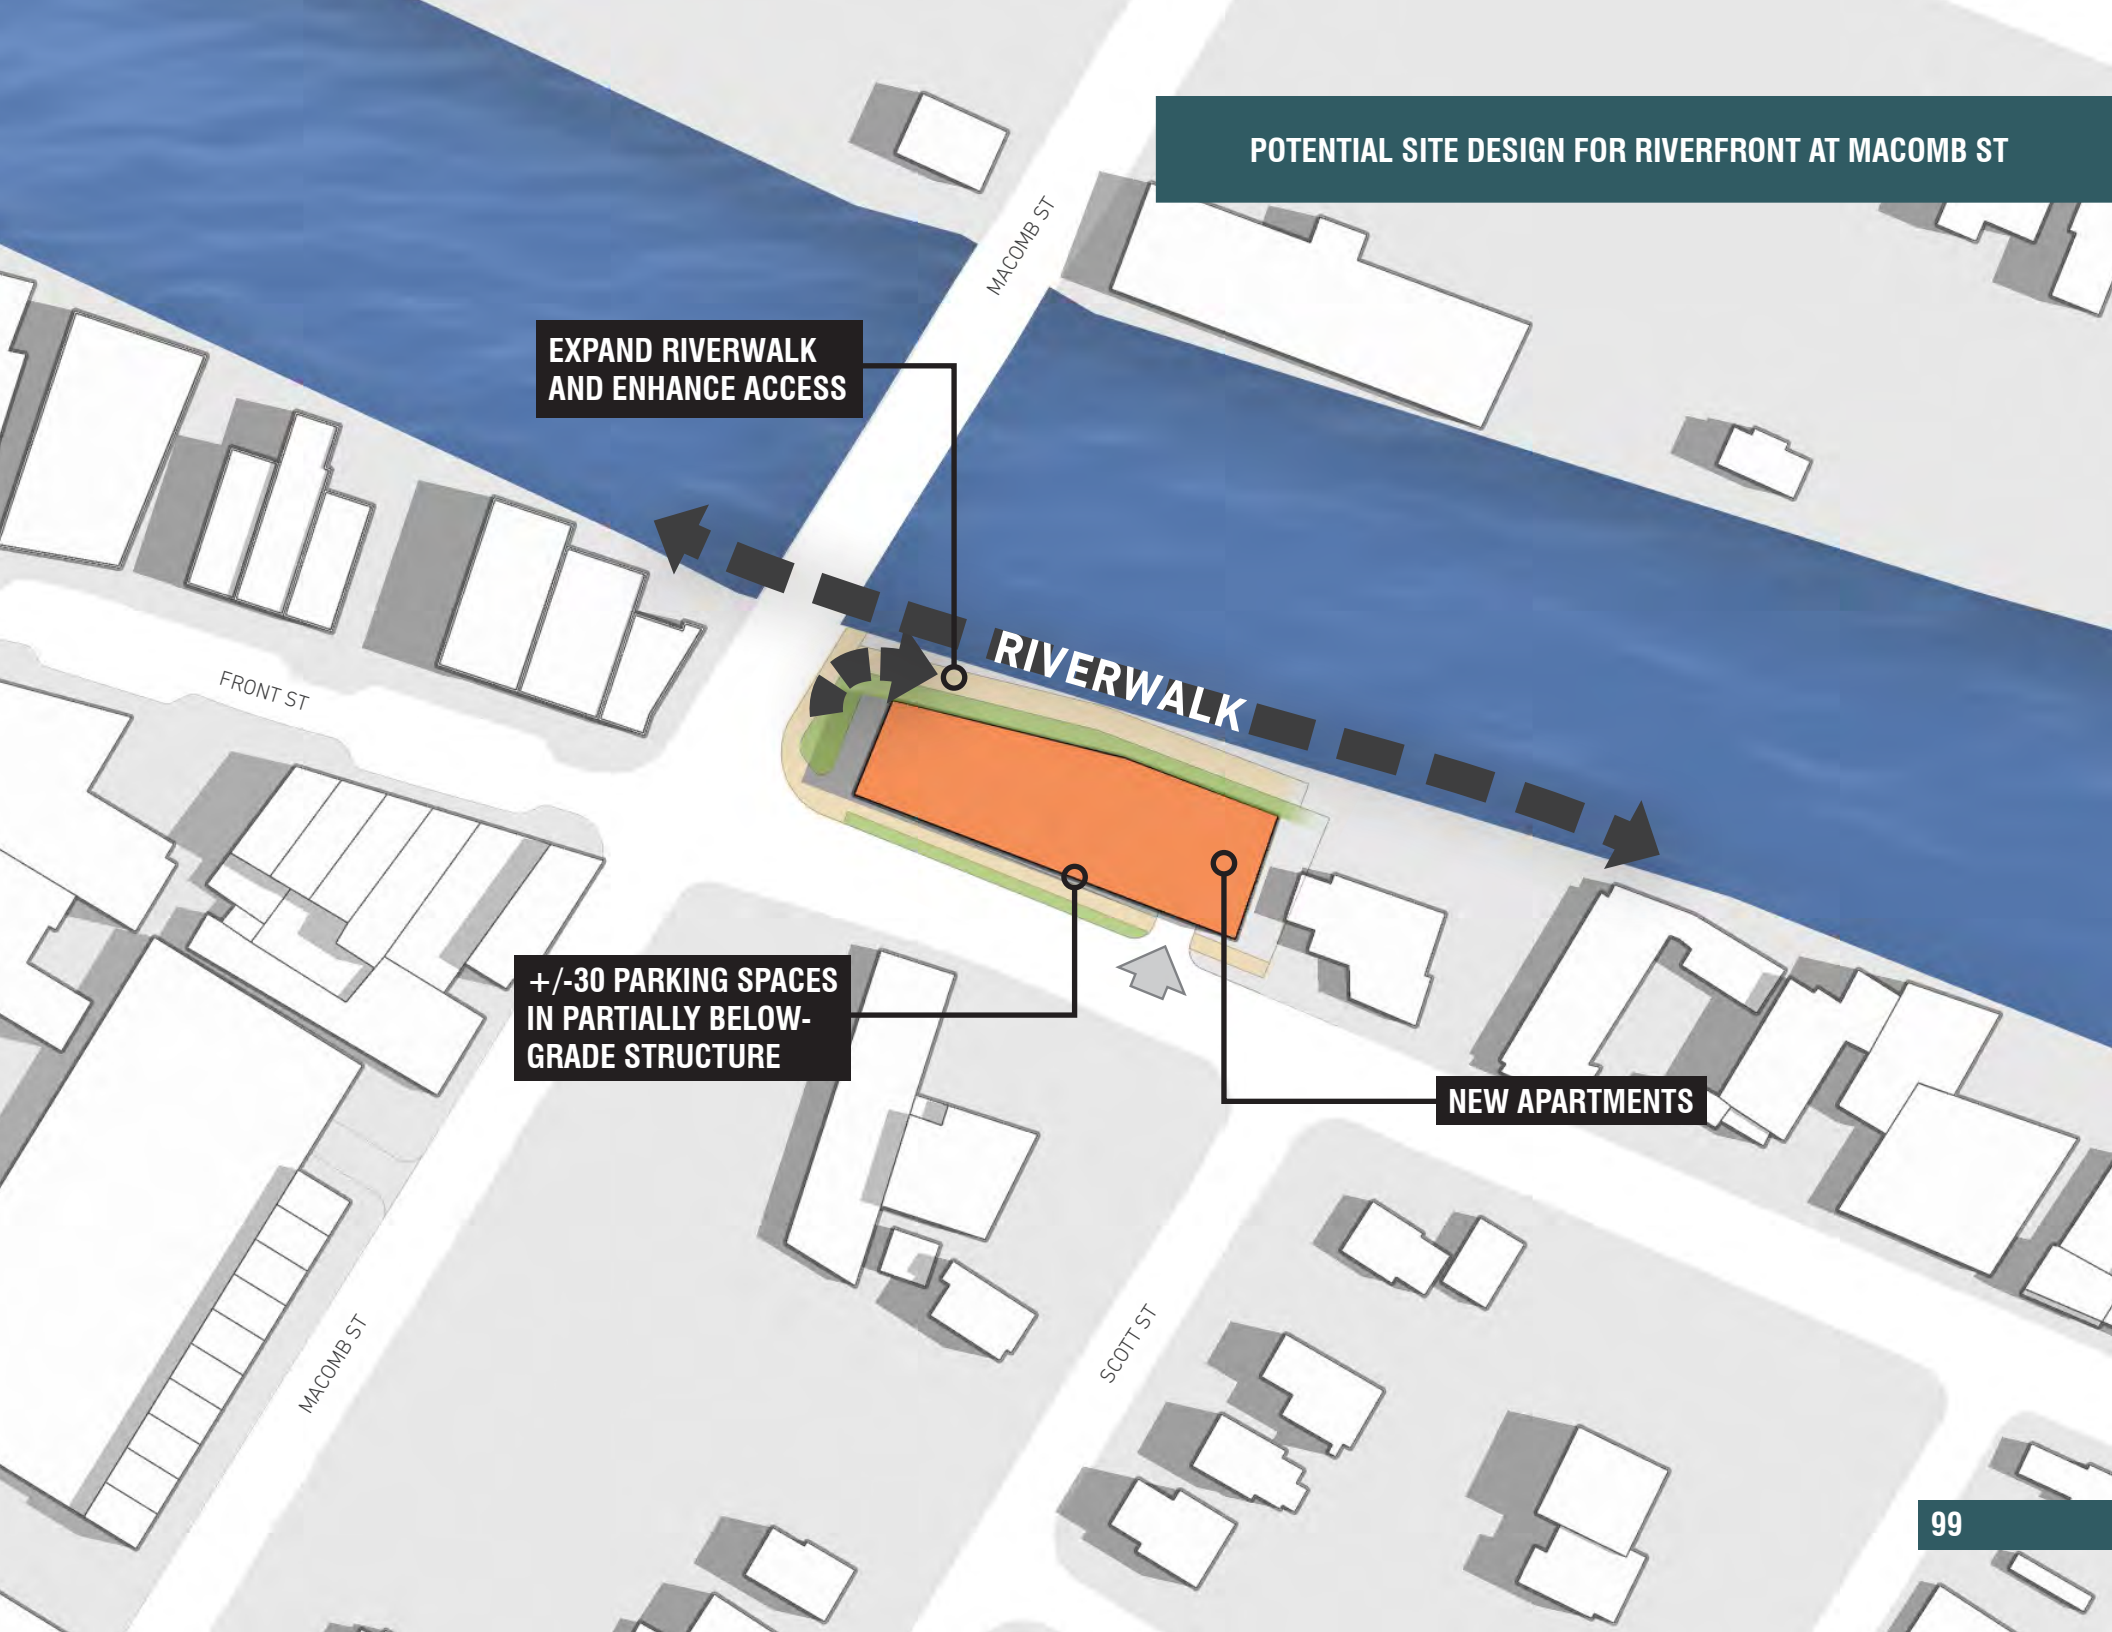 POTENTIAL SITE DESIGN FOR RIVERFRONT AT MACOMB ST
MACOMB ST
EXPAND RIVERWALK
AND ENHANCE ACCESS
RIVERWALK
FRONT ST
+/-30 PARKING SPACES
IN PARTIALLY BELOW-
GRADE STRUCTURE
NEW APARTMENTS
MACOMB ST
SCOTT ST
99